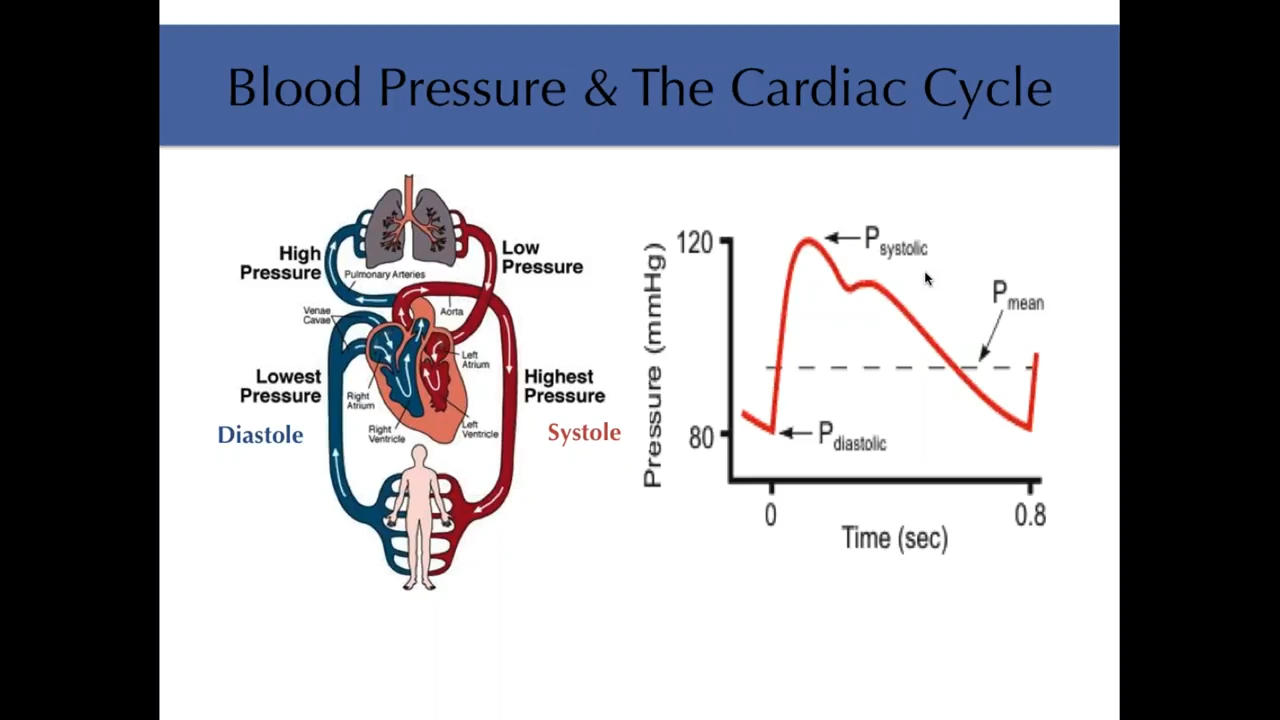 Blood Pressure & The Cardiac Cycle
High
Pressure
Low
Pressure
Pulmonary Arteries
Venae
Cavae
Aorta
Left
Atrium
Lowest
Pressure
Right
Atrium
Highest
Pressure
Diastole
Right
Ventricle
Left
Ventricle
Systole
Pressure (mmHg)
120
80
Psystolic
Pmean
Pdiastolic
0
0.8
Time (sec)